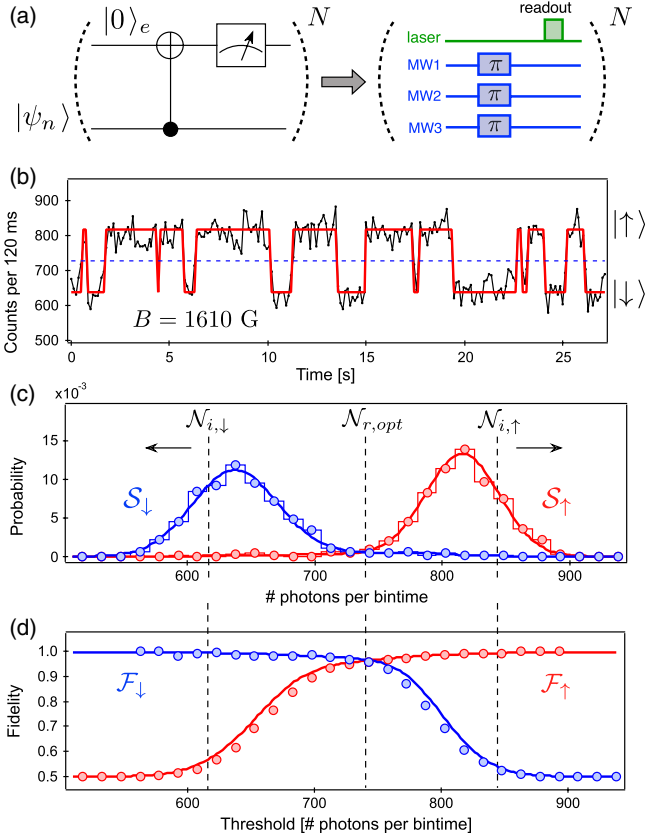 (a)
|0⟩e
N
|ψn⟩
readout
laser
MW1 π
MW2 π
MW3 π
N
(b)
Counts per120 ms
900
800
700
600
500
|↑⟩
|↓⟩
B = 1610 G
0 5 10 15 20 25
Time [s]
(c)
x10⁻³
Probability
20
15
10
5
0
𝒩i,↓ 𝒩r,opt 𝒩i,↑
𝒮↓ 𝒮↑
600 700 800 900
# photons per bintime
(d)
Fidelity
1.0
0.9
0.8
0.7
0.6
0.5
ℱ↓ ℱ↑
600 700 800 900
Threshold [# photons per bintime]